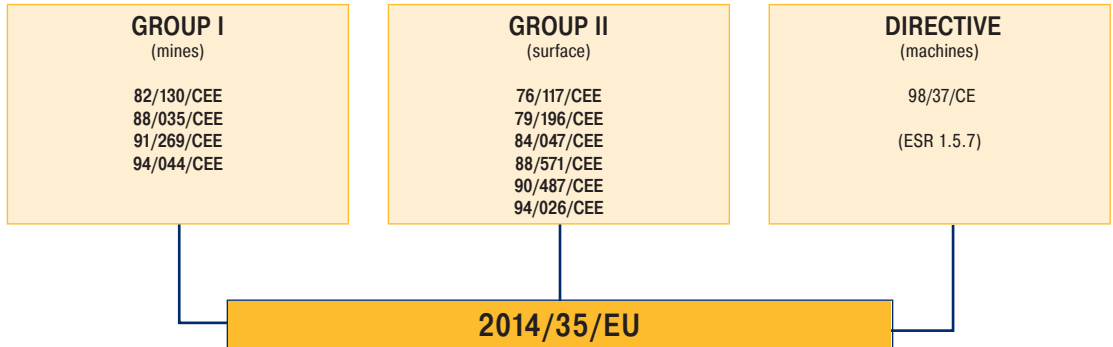 GROUP I
(mines)
82/130/CEE
88/035/CEE
91/269/CEE
94/044/CEE
GROUP II
(surface)
76/117/CEE
79/196/CEE
84/047/CEE
88/571/CEE
90/487/CEE
94/026/CEE
DIRECTIVE
(machines)
98/37/CE
(ESR 1.5.7)
2014/35/EU